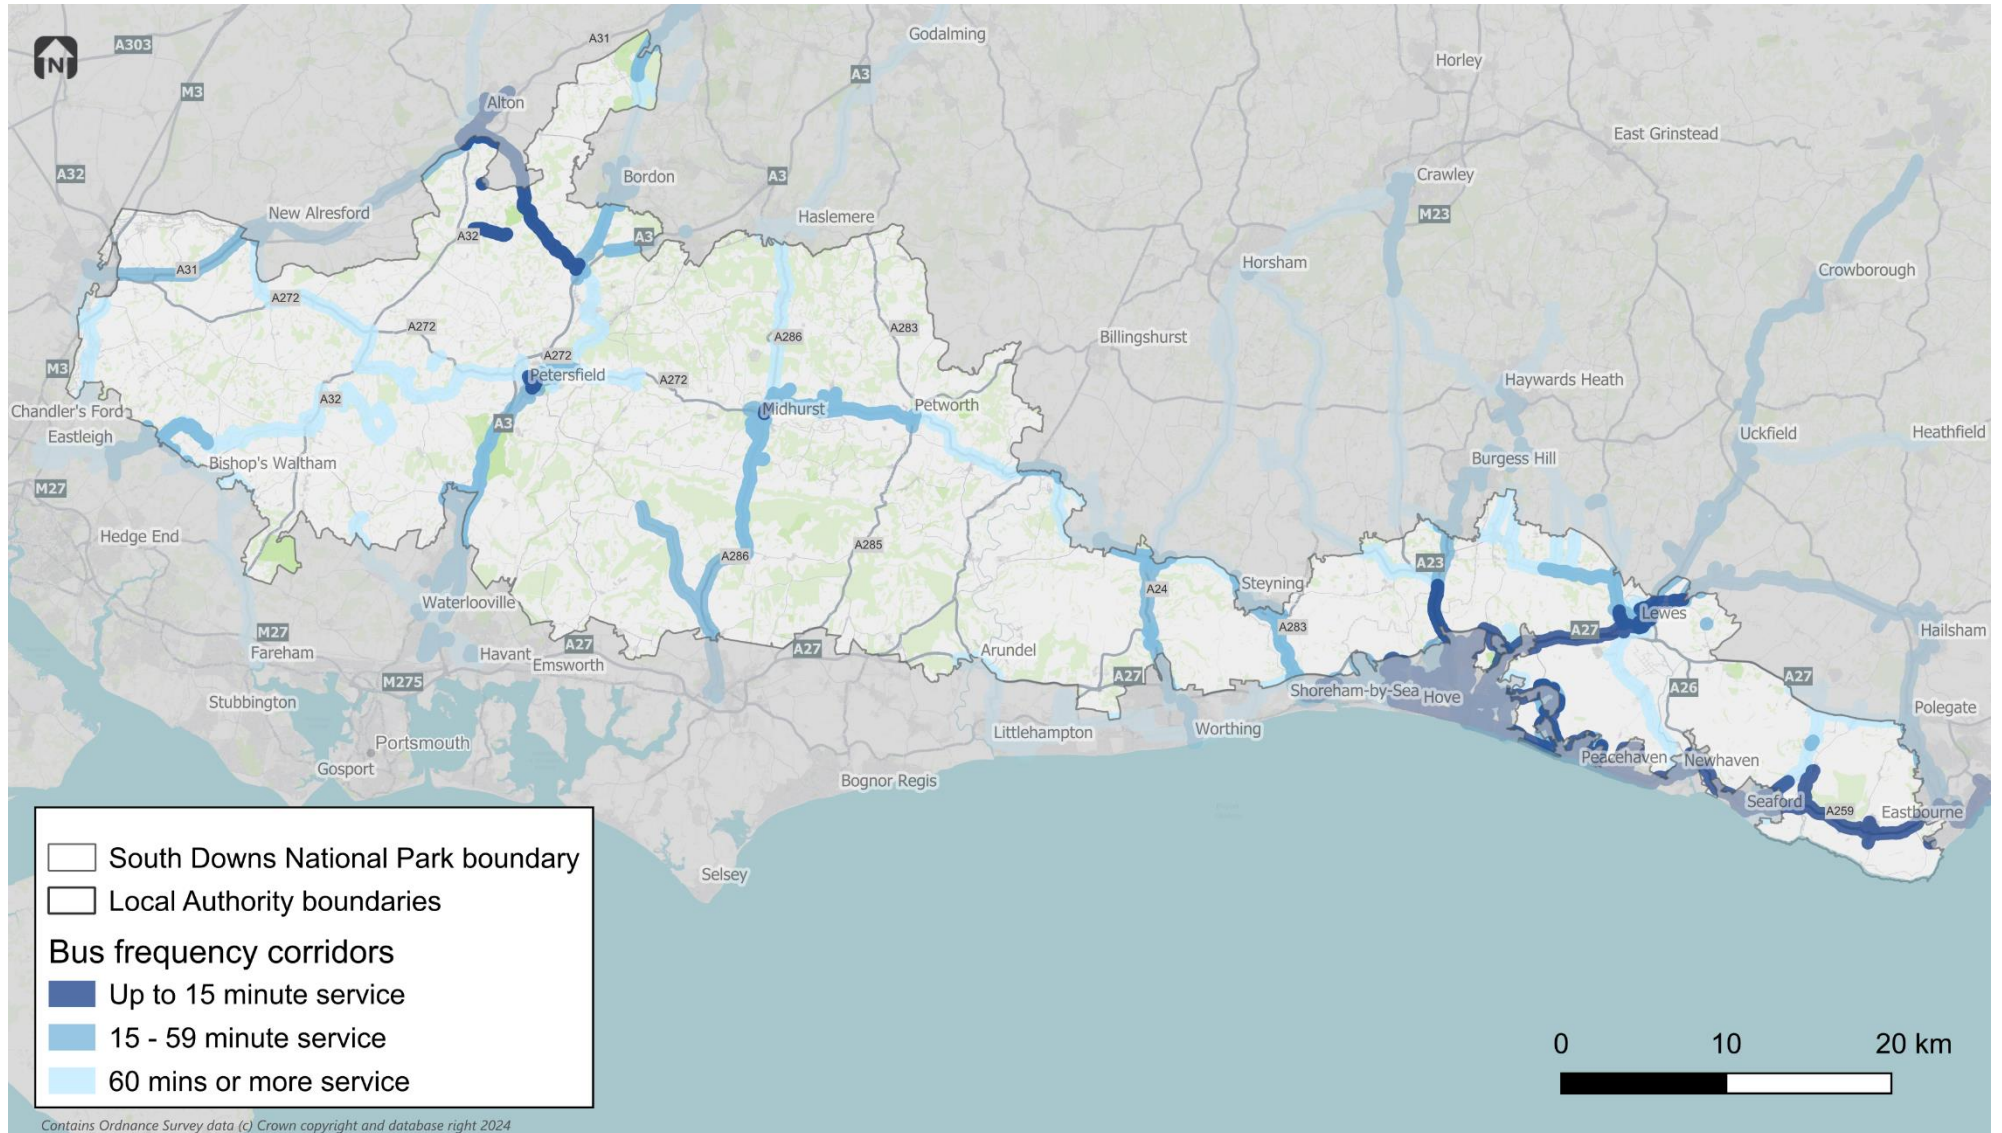 N
A303
A31
Godalming
Horley
M3
A3
Alton
East Grinstead
A32
Bordon
A3
Crawley
M23
New Alresford
Haslemere
A32
A3
A31
Horsham
Crowborough
A272
A272
A286
A283
Billingshurst
A272
M3
Petersfield
A272
Haywards Heath
A32
Chandler's Ford
Midhurst
Petworth
Eastleigh
A3
Uckfield
Heathfield
Bishop's Waltham
Burgess Hill
M27
Hedge End
A286
A285
A23
Steyning
Waterlooville
A24
Lewes
M27
A283
A27
Hailsham
Fareham
Havant
A27
A27
Arundel
Emsworth
M275
A27
A27
Shoreham-by-Sea
Hove
A26
Stubbington
Polegate
Littlehampton
Worthing
Portsmouth
Peacehaven
Newhaven
Gosport
Bognor Regis
Seaford
A259
Eastbourne
Selsey
South Downs National Park boundary
Local Authority boundaries
Bus frequency corridors
Up to 15 minute service
15 - 59 minute service
60 mins or more service
0 10 20 km
Contains Ordnance Survey data (c) Crown copyright and database right 2024